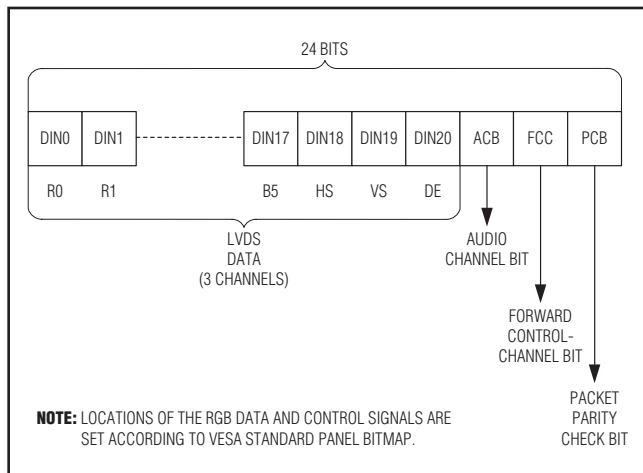 24 BITS
DIN0 DIN1 DIN17 DIN18 DIN19 DIN20 ACB FCC PCB
R0 R1 B5 HS VS DE
LVDS
DATA
(3 CHANNELS)
AUDIO
CHANNEL BIT
FORWARD
CONTROL-
CHANNEL BIT
PACKET
PARITY
CHECK BIT
NOTE: LOCATIONS OF THE RGB DATA AND CONTROL SIGNALS ARE
SET ACCORDING TO VESA STANDARD PANEL BITMAP.